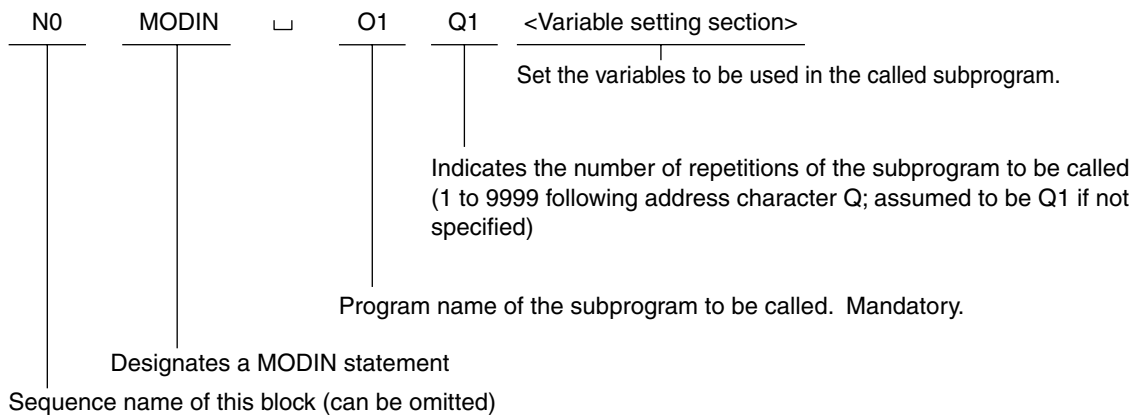 N0 MODIN ⎵ O1 Q1 <Variable setting section>
Set the variables to be used in the called subprogram.
Indicates the number of repetitions of the subprogram to be called
(1 to 9999 following address character Q; assumed to be Q1 if not
specified)
Program name of the subprogram to be called. Mandatory.
Designates a MODIN statement
Sequence name of this block (can be omitted)